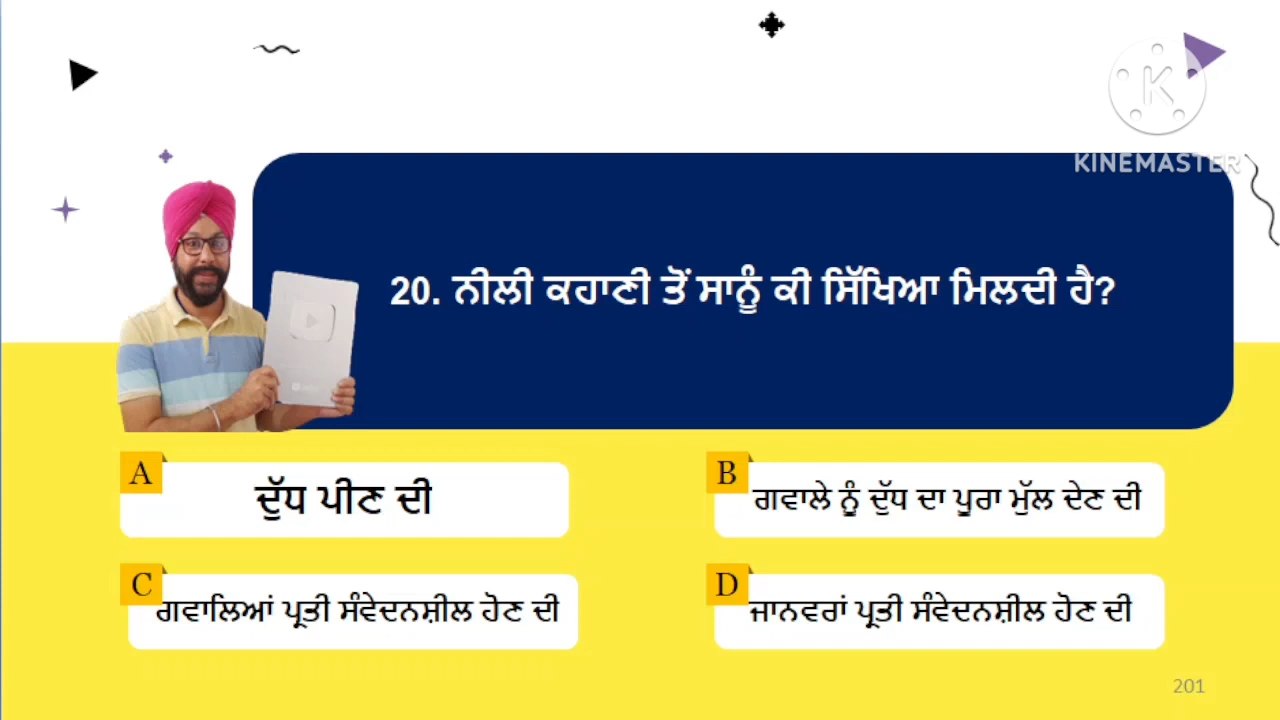 KINEMASTER
20. ਨੀਲੀ ਕਹਾਣੀ ਤੋਂ ਸਾਨੂੰ ਕੀ ਸਿੱਖਿਆ ਮਿਲਦੀ ਹੈ?
A ਦੁੱਧ ਪੀਣ ਦੀ
B ਗਵਾਲੇ ਨੂੰ ਦੁੱਧ ਦਾ ਪੂਰਾ ਮੁੱਲ ਦੇਣ ਦੀ
C ਗਵਾਲਿਆਂ ਪ੍ਰਤੀ ਸੰਵੇਦਨਸ਼ੀਲ ਹੋਣ ਦੀ
D ਜਾਨਵਰਾਂ ਪ੍ਰਤੀ ਸੰਵੇਦਨਸ਼ੀਲ ਹੋਣ ਦੀ
201